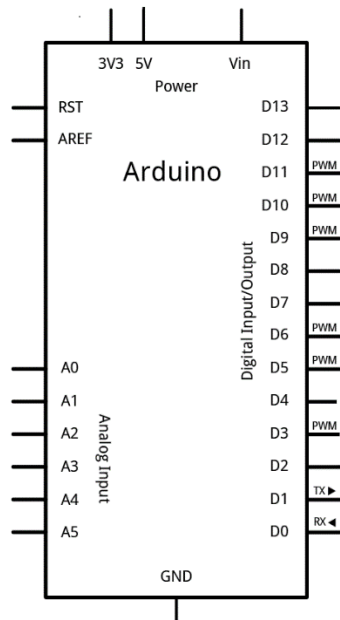 3V3 5V Vin
Power
RST D13
AREF D12
Arduino D11 PWM
D10 PWM
D9 PWM
D8
D7
Digital Input/Output
D6 PWM
A0 D5 PWM
A1 D4
A2 D3 PWM
Analog Input
A3 D2
A4 D1 TX ►
A5 D0 RX ◄
GND